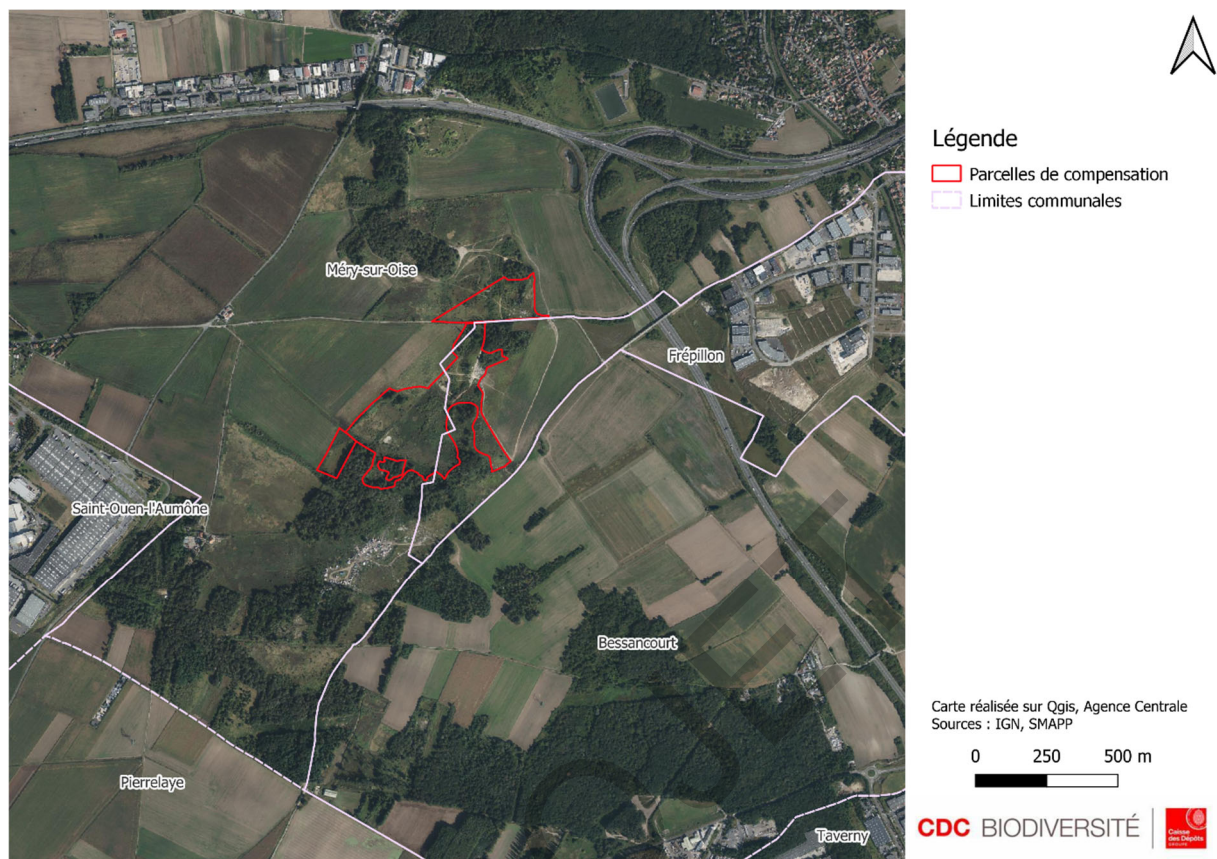 Légende
Parcelles de compensation
Limites communales
Méry-sur-Oise
Frépillon
Saint-Ouen-l'Aumône
Bessancourt
Pierrelaye
Taverny
Carte réalisée sur Qgis, Agence Centrale
Sources : IGN, SMAPP
0 250 500 m
CDC BIODIVERSITÉ
Caisse
des Dépôts
GROUPE